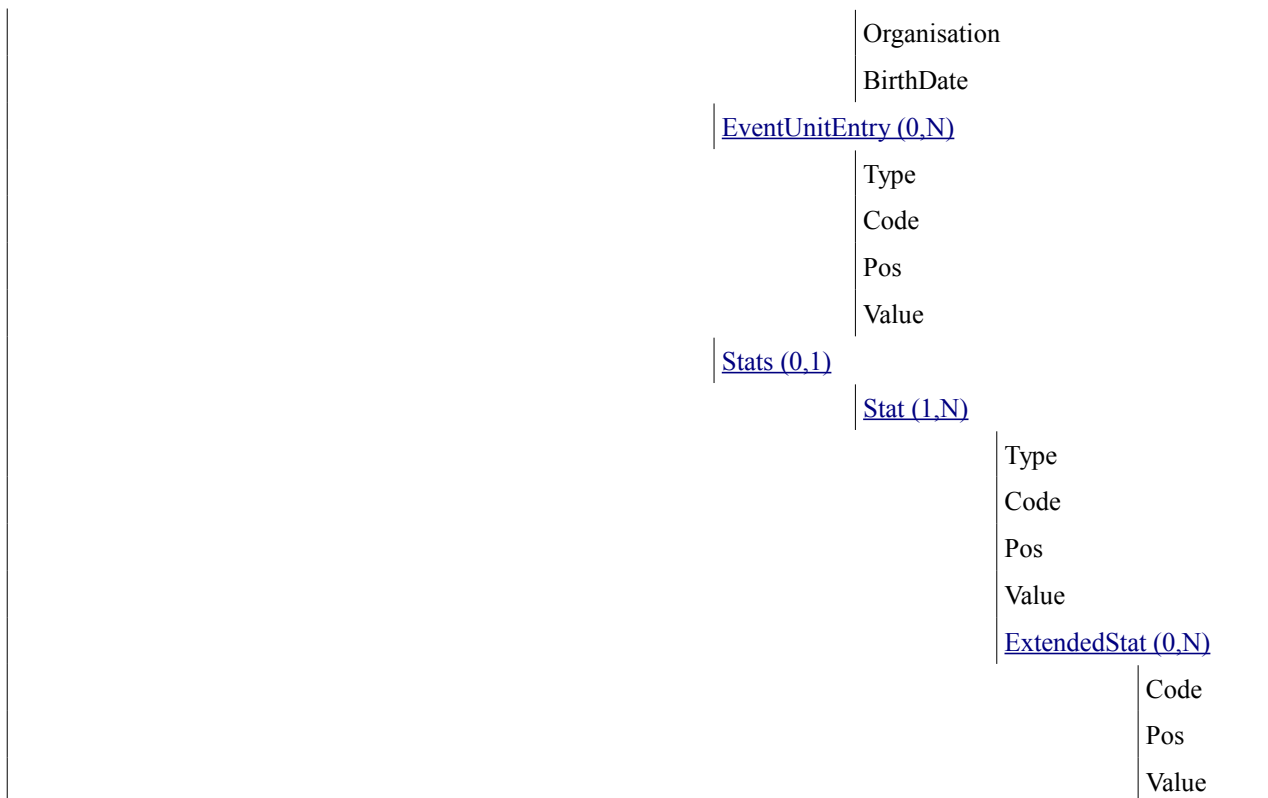 Organisation
BirthDate
EventUnitEntry (0,N)
Type
Code
Pos
Value
Stats (0,1)
Stat (1,N)
Type
Code
Pos
Value
ExtendedStat (0,N)
Code
Pos
Value